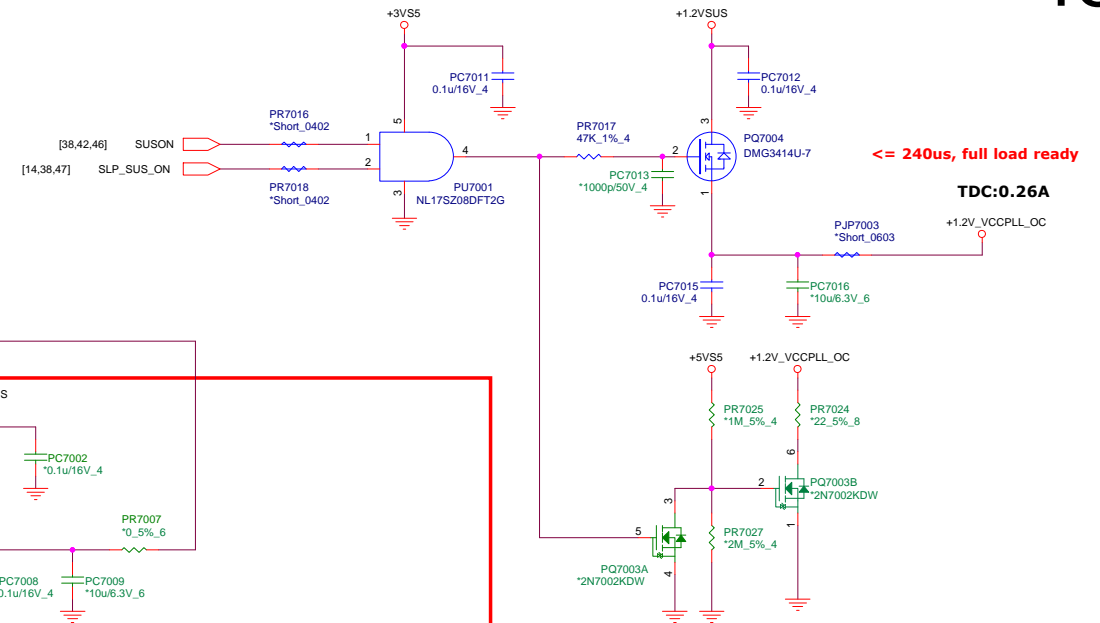 +3VS5
+1.2VSUS
PC7011
0.1u/16V_4
PC7012
0.1u/16V_4
5
3
PR7016
*Short_0402
PR7017
47K_1%_4
PQ7004
DMG3414U-7
[38,42,46]
SUSON
1
4
2
<= 240us, full load ready
[14,38,47]
SLP_SUS_ON
2
PC7013
*1000p/50V_4
PR7018
*Short_0402
3
PU7001
NL17SZ08DFT2G
1
TDC:0.26A
PJP7003
*Short_0603
+1.2V_VCCPLL_OC
PC7015
0.1u/16V_4
PC7016
*10u/6.3V_6
+5VS5
+1.2V_VCCPLL_OC
S
PR7025
*1M_5%_4
PR7024
*22_5%_8
PC7002
*0.1u/16V_4
6
2
PQ7003B
*2N7002KDW
3
1
PR7007
*0_5%_6
5
PR7027
*2M_5%_4
PQ7003A
*2N7002KDW
4
PC7008
0.1u/16V_4
PC7009
*10u/6.3V_6